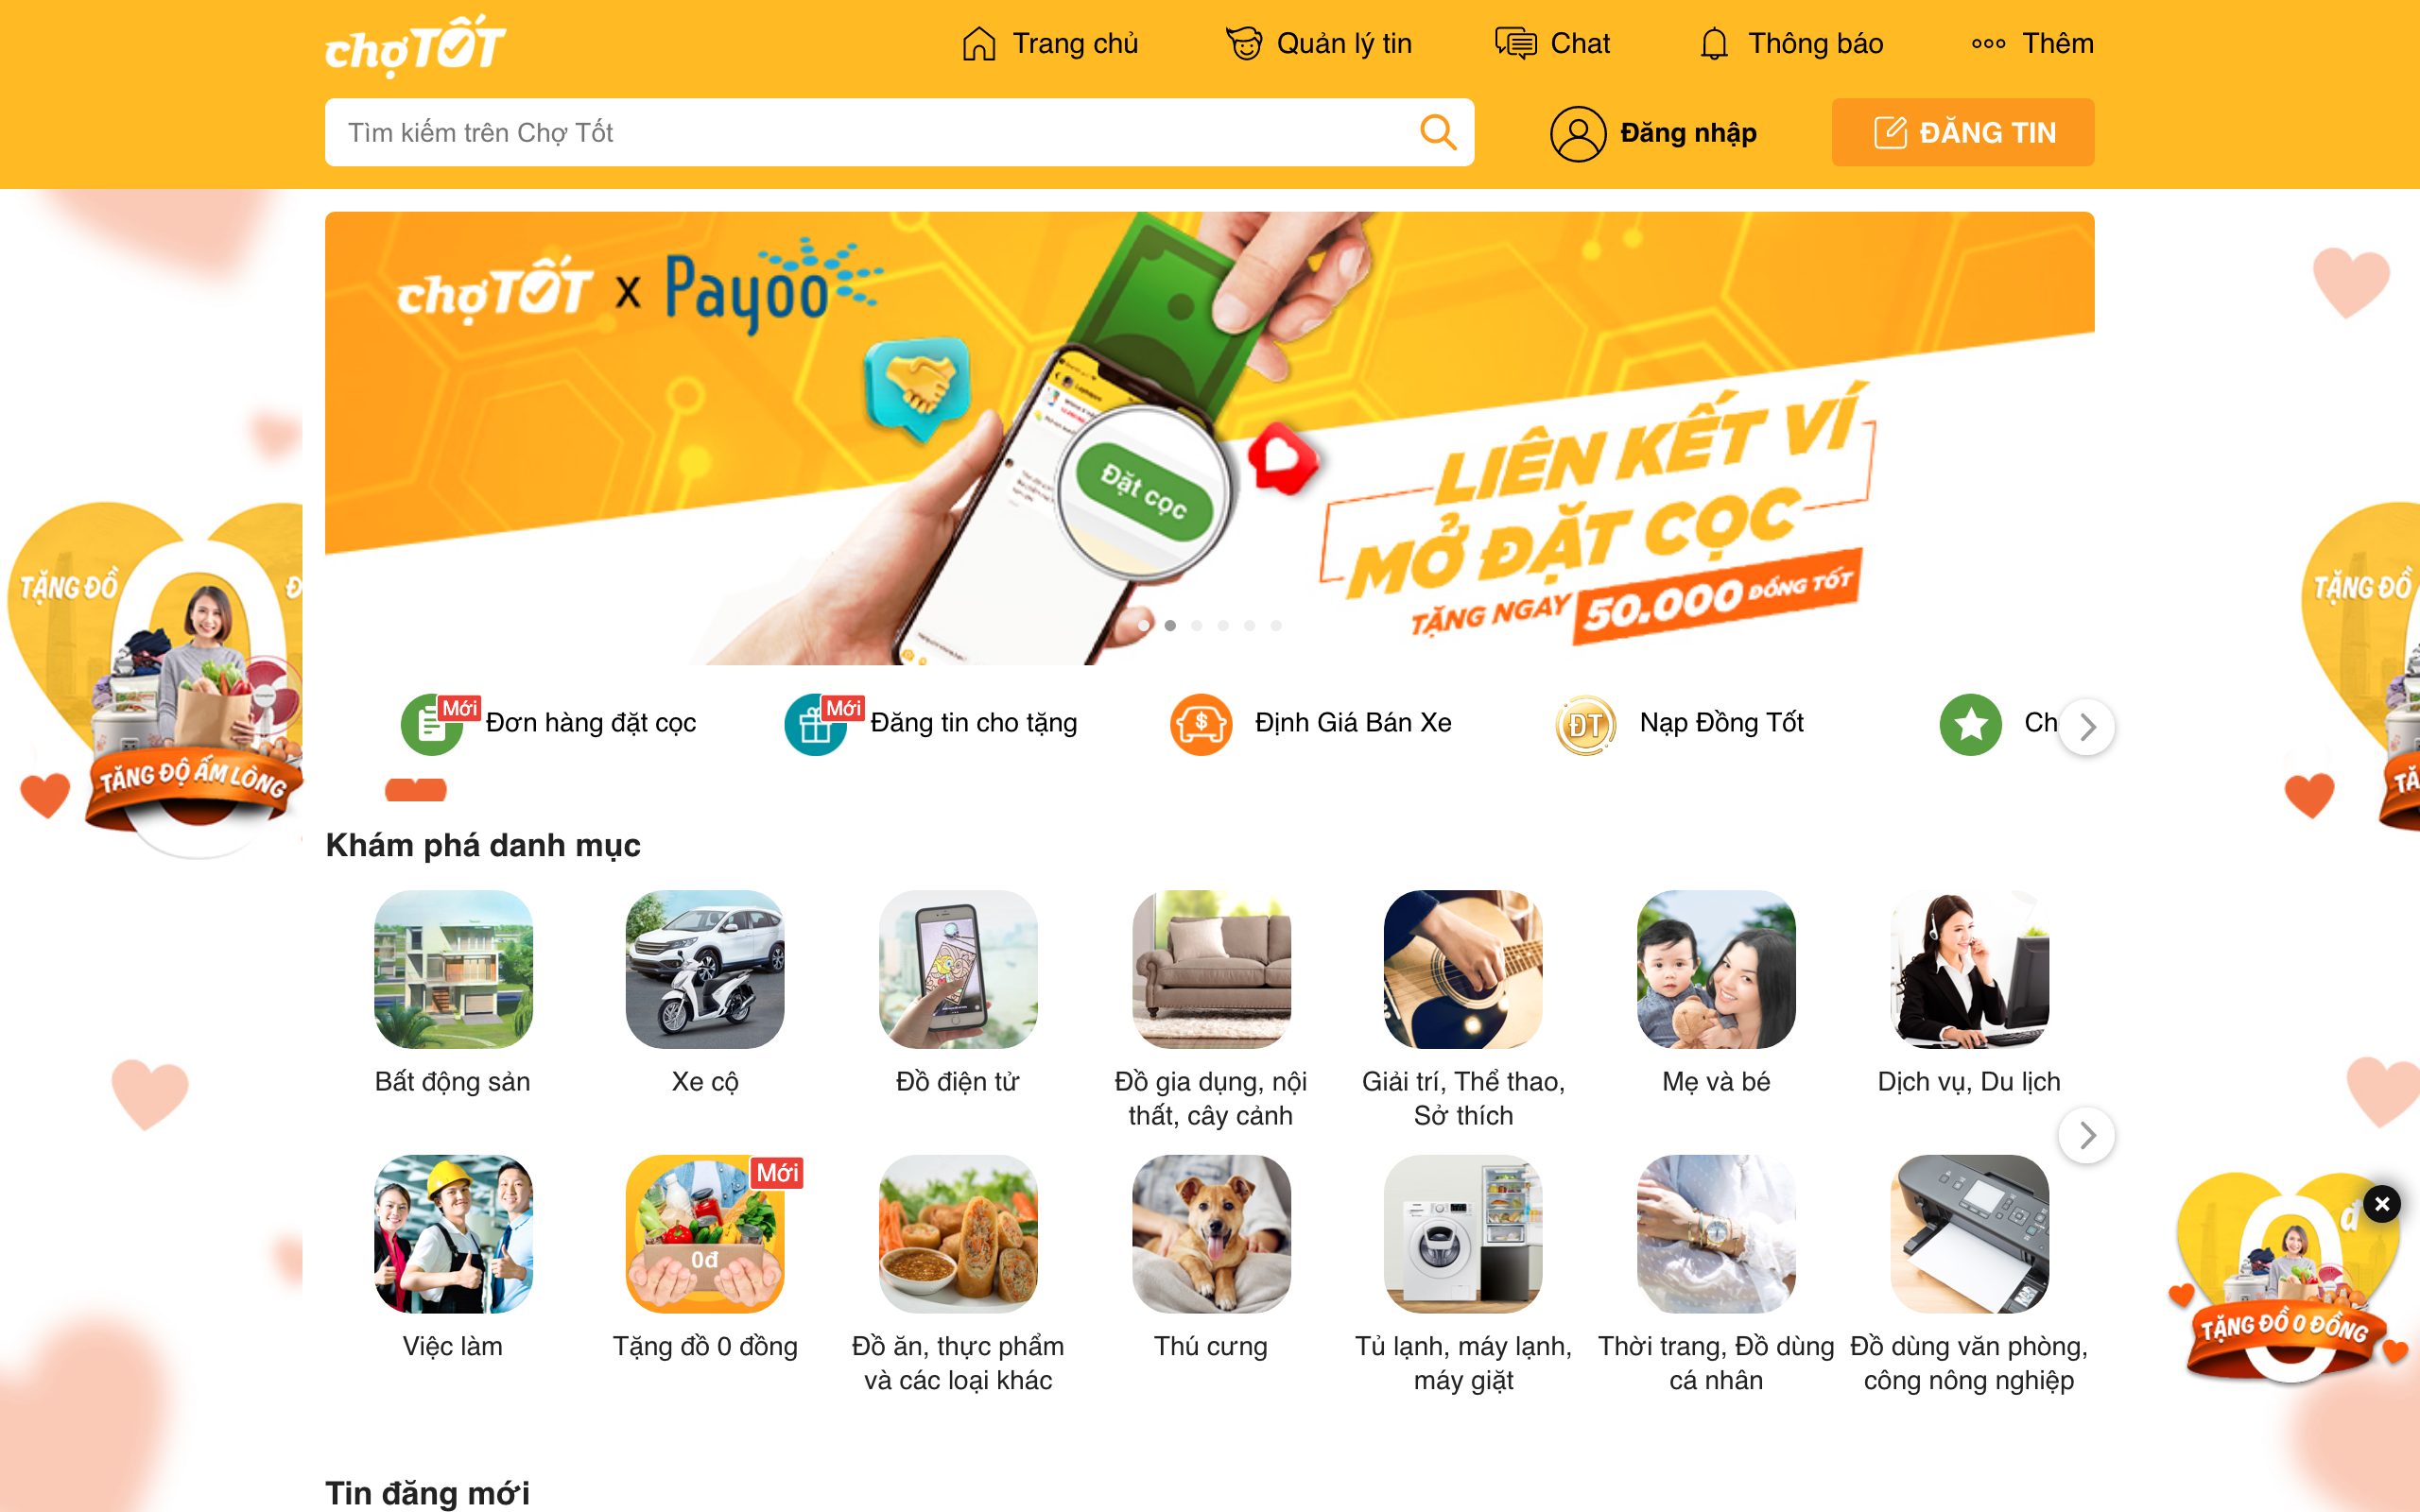 chợTỐT
Trang chủ
Quản lý tin
Chat
Thông báo
Thêm
Tìm kiếm trên Chợ Tốt
Đăng nhập
ĐĂNG TIN
chợTỐT x Payoo
Đặt cọc
LIÊN KẾT VÍ
MỞ ĐẶT CỌC
TẶNG NGAY 50.000 ĐỒNG TỐT
TẶNG ĐỒ
Đ
TĂNG ĐỘ ẤM LÒNG
TẶNG ĐỒ
TĂ
Mới
Đơn hàng đặt cọc
Mới
Đăng tin cho tặng
Định Giá Bán Xe
ĐT
Nạp Đồng Tốt
Ch
Khám phá danh mục
Bất động sản
Xe cộ
Đồ điện tử
Đồ gia dụng, nội
thất, cây cảnh
Giải trí, Thể thao,
Sở thích
Mẹ và bé
Dịch vụ, Du lịch
Việc làm
Mới
0đ
Tặng đồ 0 đồng
Đồ ăn, thực phẩm
và các loại khác
Thú cưng
Tủ lạnh, máy lạnh,
máy giặt
Thời trang, Đồ dùng
cá nhân
Đồ dùng văn phòng,
công nông nghiệp
đ
TẶNG ĐỒ 0 ĐỒNG
Tin đăng mới